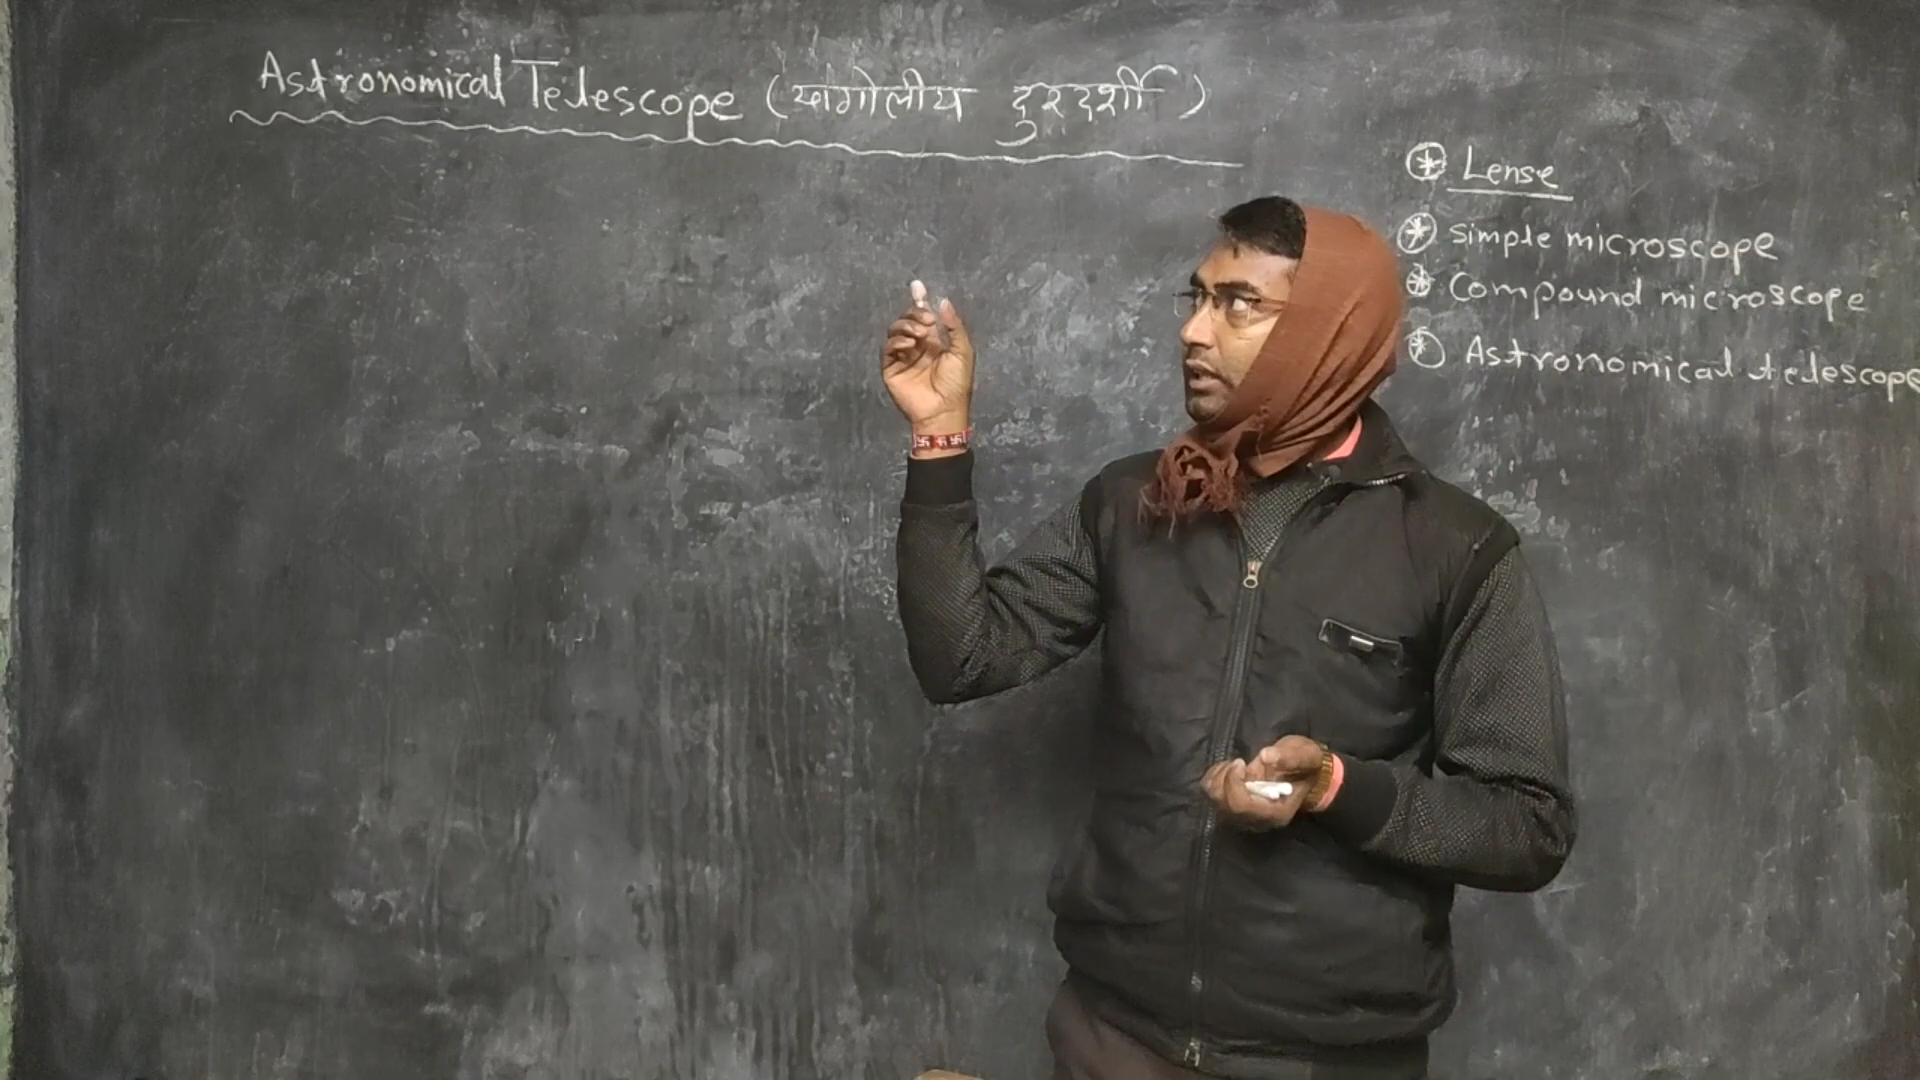 Astronomical Telescope (खगोलीय दुरदर्शी)
Lense
simple microscope
Compound microscope
Astronomical telescope